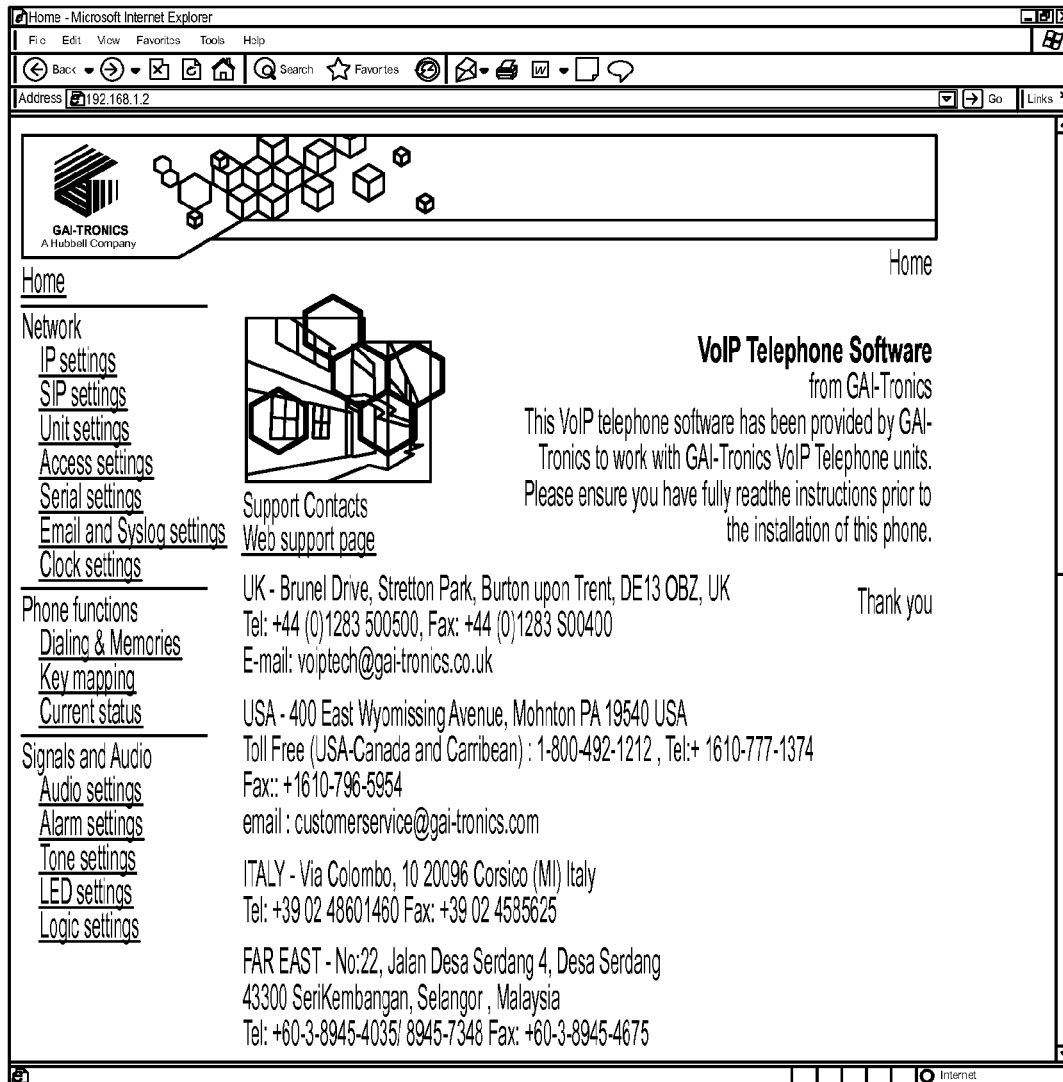 Home - Microsoft Internet Explorer
File Edit View Favorites Tools Help
Back Search Favorites W
Address 192.168.1.2 Go Links
GAI-TRONICS
A Hubbell Company
Home
Home
Network
IP settings
SIP settings
Unit settings
Access settings
Serial settings
Email and Syslog settings
Clock settings
Phone functions
Dialing & Memories
Key mapping
Current status
Signals and Audio
Audio settings
Alarm settings
Tone settings
LED settings
Logic settings
VoIP Telephone Software
from GAI-Tronics
This VoIP telephone software has been provided by GAI-
Tronics to work with GAI-Tronics VoIP Telephone units.
Please ensure you have fully readthe instructions prior to
the installation of this phone.
Thank you
Support Contacts
Web support page
UK - Brunel Drive, Stretton Park, Burton upon Trent, DE13 OBZ, UK
Tel: +44 (0)1283 500500, Fax: +44 (0)1283 S00400
E-mail: voiptech@gai-tronics.co.uk
USA - 400 East Wyomissing Avenue, Mohnton PA 19540 USA
Toll Free (USA-Canada and Carribean) : 1-800-492-1212 , Tel:+ 1610-777-1374
Fax:: +1610-796-5954
email : customerservice@gai-tronics.com
ITALY - Via Colombo, 10 20096 Corsico (MI) Italy
Tel: +39 02 48601460 Fax: +39 02 4585625
FAR EAST - No:22, Jalan Desa Serdang 4, Desa Serdang
43300 SeriKembangan, Selangor , Malaysia
Tel: +60-3-8945-4035/ 8945-7348 Fax: +60-3-8945-4675
Internet